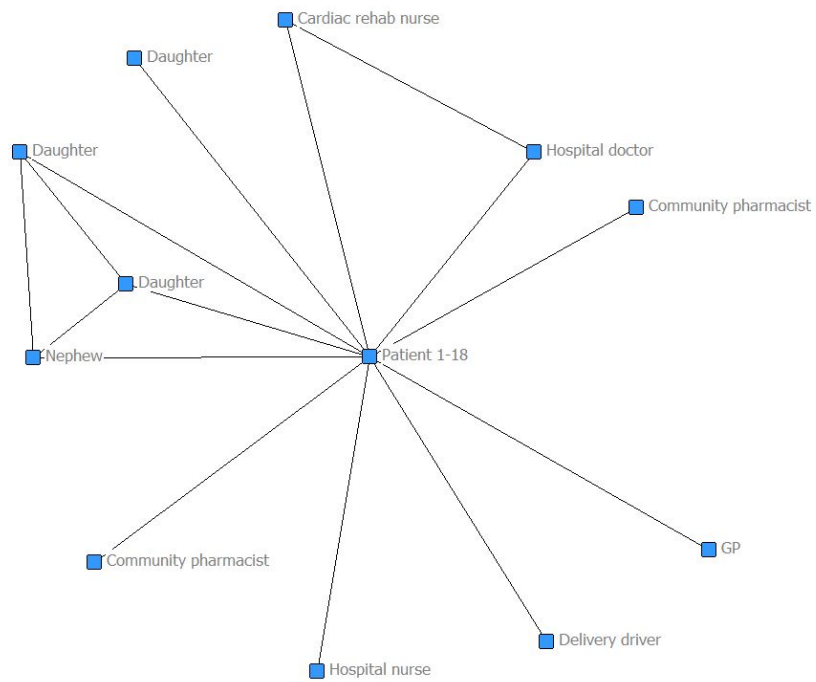 Cardiac rehab nurse
Daughter
Daughter
Hospital doctor
Community pharmacist
Daughter
Nephew
Patient 1-18
GP
Community pharmacist
Delivery driver
Hospital nurse